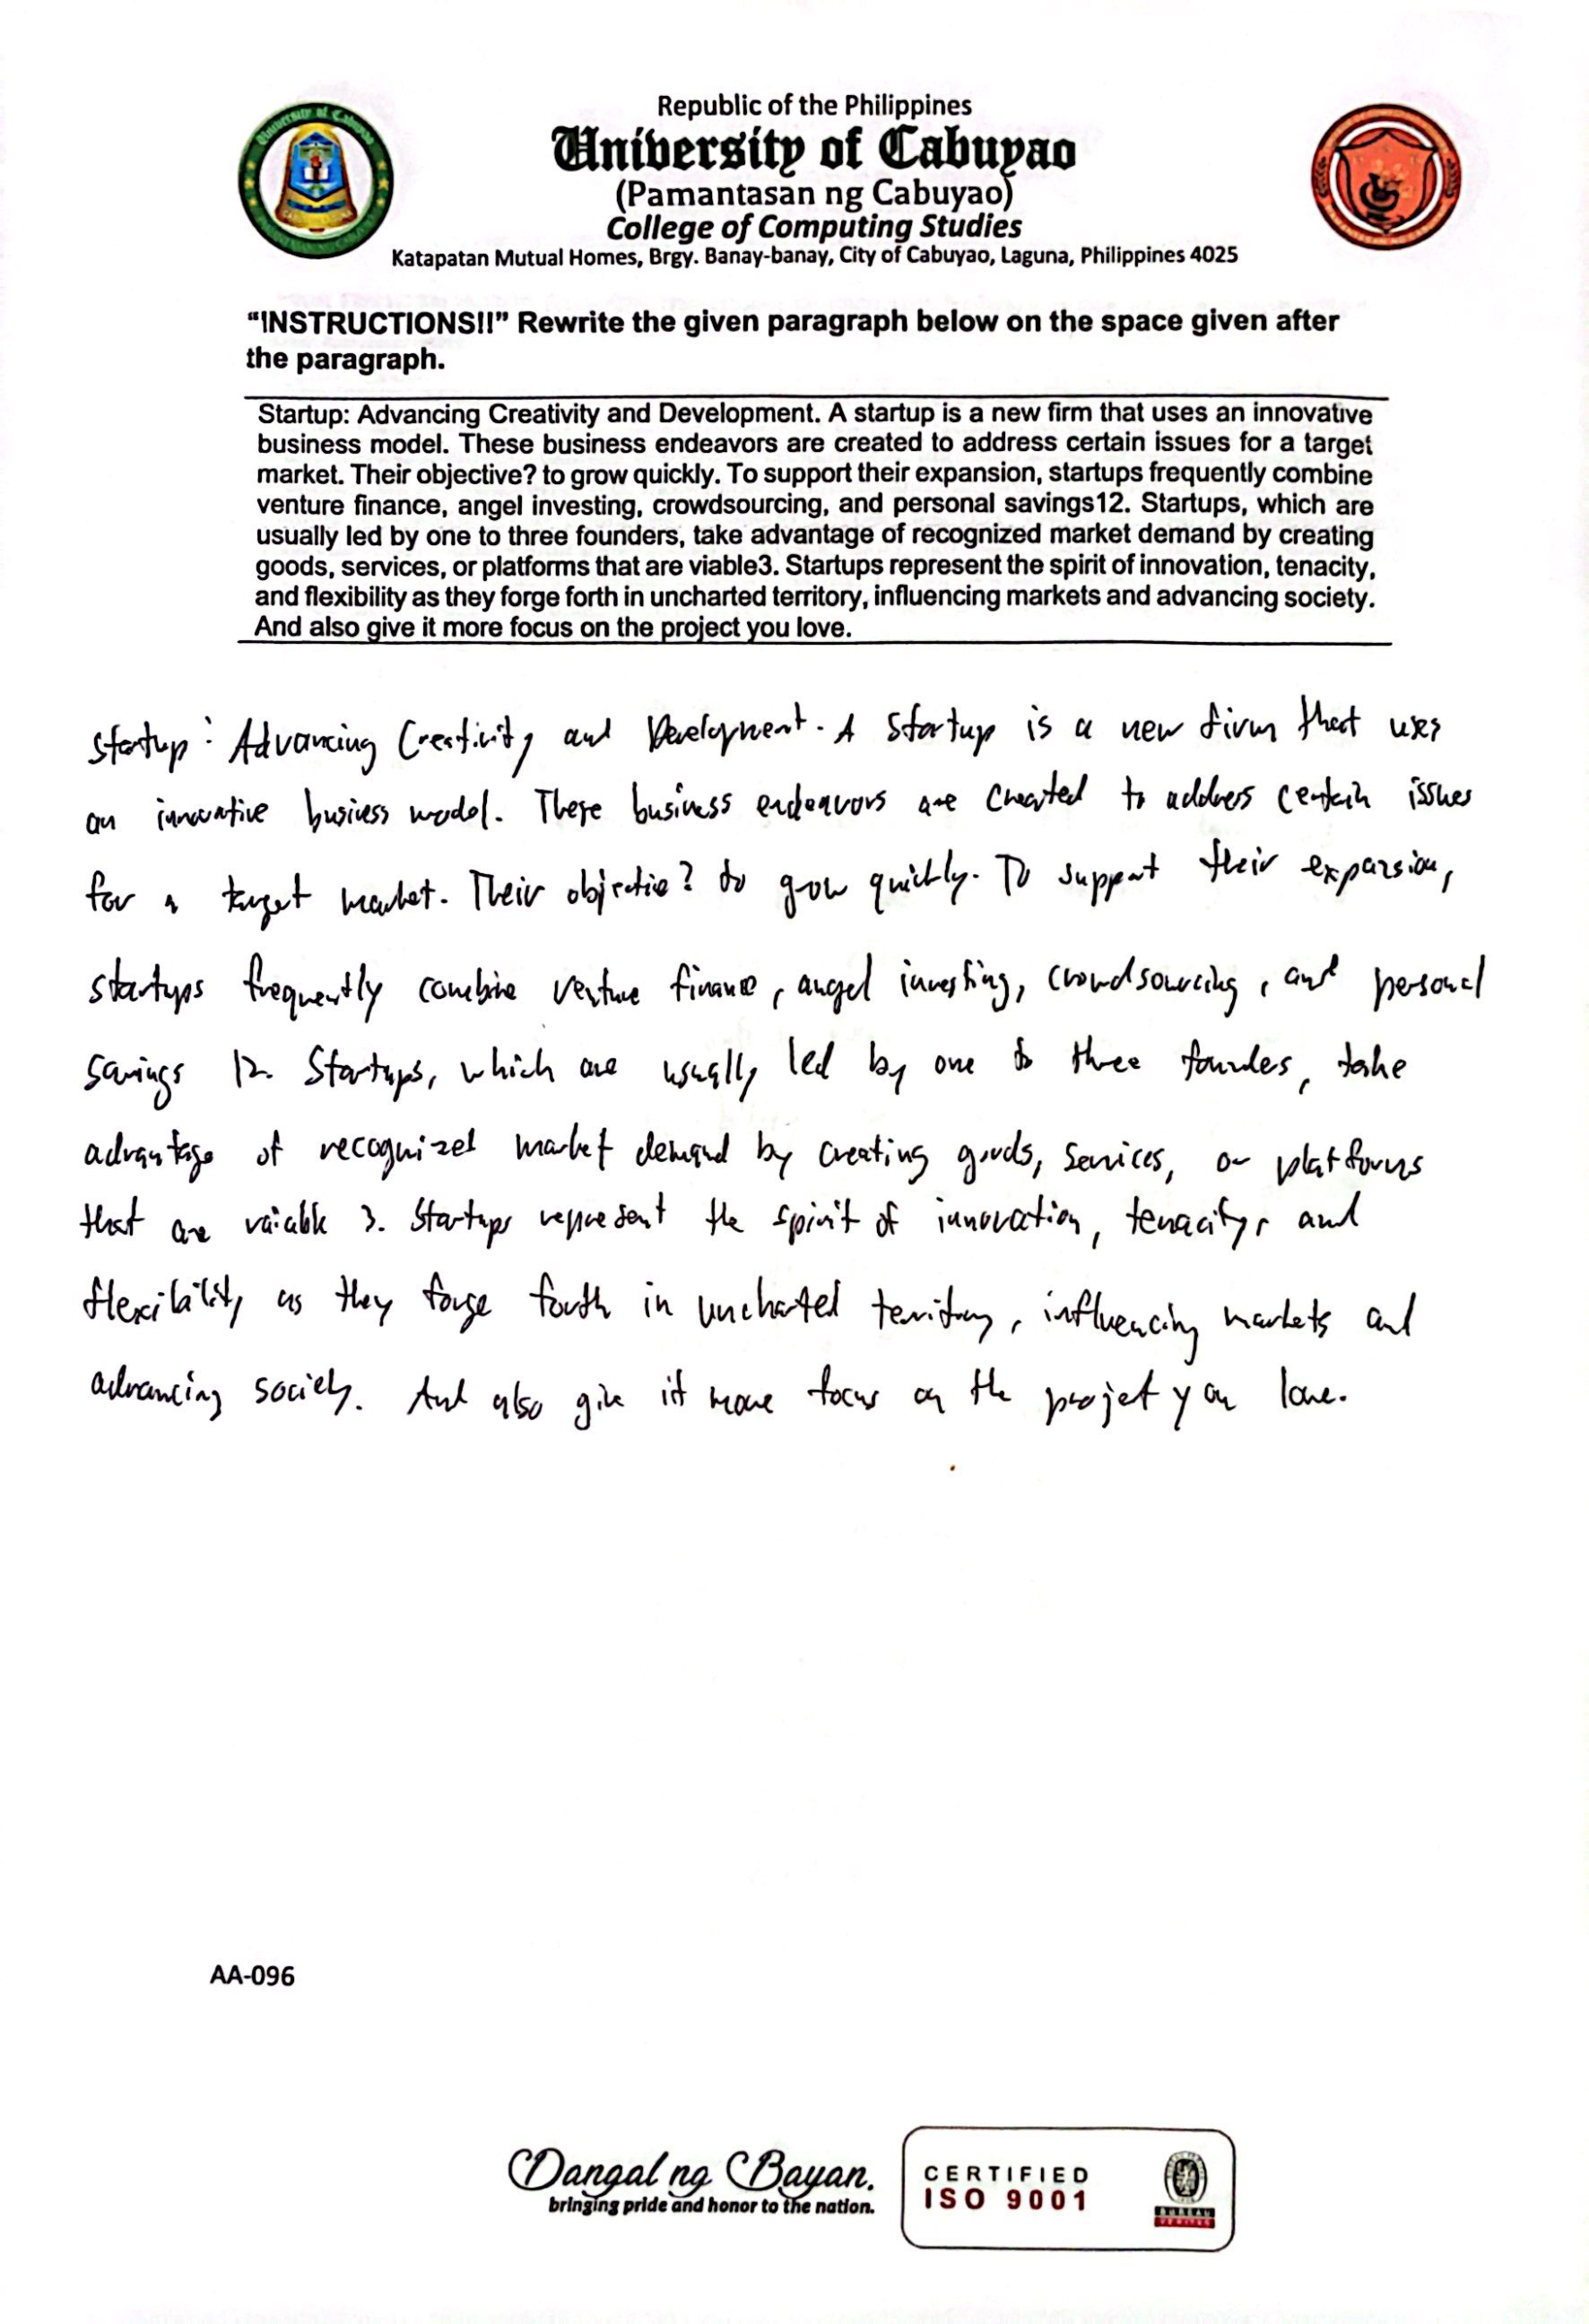 Republic of the Philippines
University of Cabuyao
(Pamantasan ng Cabuyao)
College of Computing Studies
Katapatan Mutual Homes, Brgy. Banay-banay, City of Cabuyao, Laguna, Philippines 4025
“INSTRUCTIONS!!” Rewrite the given paragraph below on the space given after
the paragraph.
Startup: Advancing Creativity and Development. A startup is a new firm that uses an innovative
business model. These business endeavors are created to address certain issues for a target
market. Their objective? to grow quickly. To support their expansion, startups frequently combine
venture finance, angel investing, crowdsourcing, and personal savings12. Startups, which are
usually led by one to three founders, take advantage of recognized market demand by creating
goods, services, or platforms that are viable3. Startups represent the spirit of innovation, tenacity,
and flexibility as they forge forth in uncharted territory, influencing markets and advancing society.
And also give it more focus on the project you love.
Startup: Advancing Creativity and Development. A startup is a new firm that uses
an innovative business model. These business endeavors are created to address certain issues
for a target market. Their objective? to grow quickly. To support their expansion,
startups frequently combine venture finance, angel investing, crowdsourcing, and personal
savings 12. Startups, which are usually led by one to three founders, take
advantage of recognized market demand by creating goods, services, or platforms
that are vaiable 3. Startups represent the spirit of innovation, tenacity, and
flexibility as they forge forth in uncharted territory, influencing markets and
advancing society. And also give it more focus on the project you love.
AA-096
Dangal ng Bayan.
bringing pride and honor to the nation.
CERTIFIED
ISO 9001
BUREAU
VERITAS